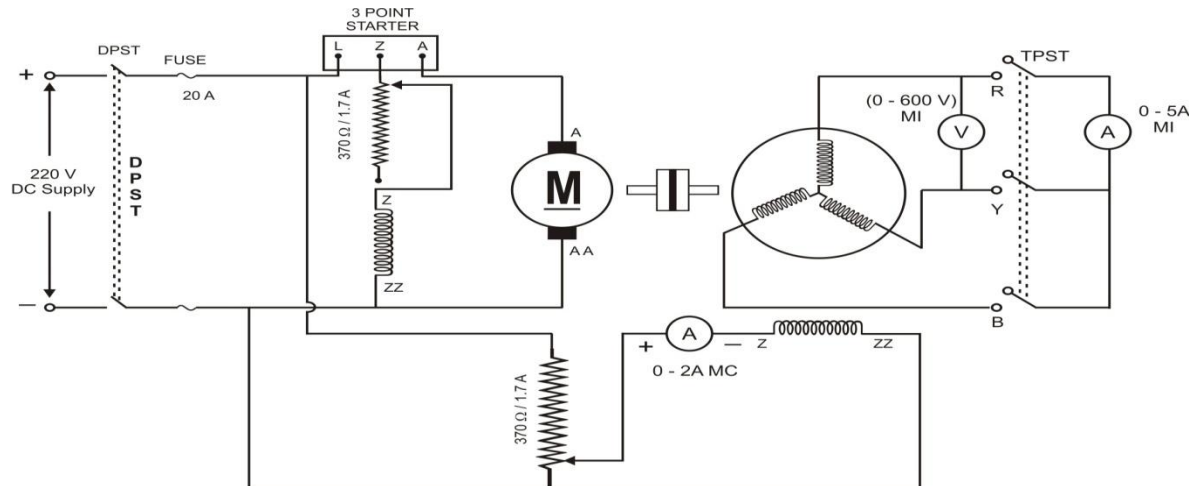 3 POINT
STARTER
L Z A
DPST
FUSE
+
20 A
220 V
DC Supply
DPST
–
370 Ω / 1.7 A
Z
ZZ
A
M
A A
(0 - 600 V)
MI
V
R
Y
B
TPST
A
0 - 5A
MI
+
A
–
Z
ZZ
0 - 2A MC
370 Ω / 1.7 A